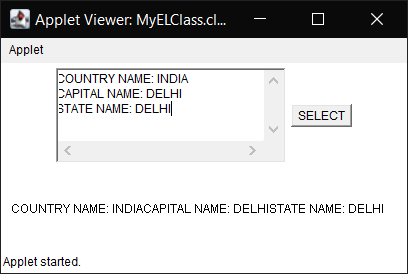 Applet Viewer: MyELClass.cl...
Applet
COUNTRY NAME: INDIA
CAPITAL NAME: DELHI
STATE NAME: DELHI
SELECT
COUNTRY NAME: INDIACAPITAL NAME: DELHISTATE NAME: DELHI
Applet started.